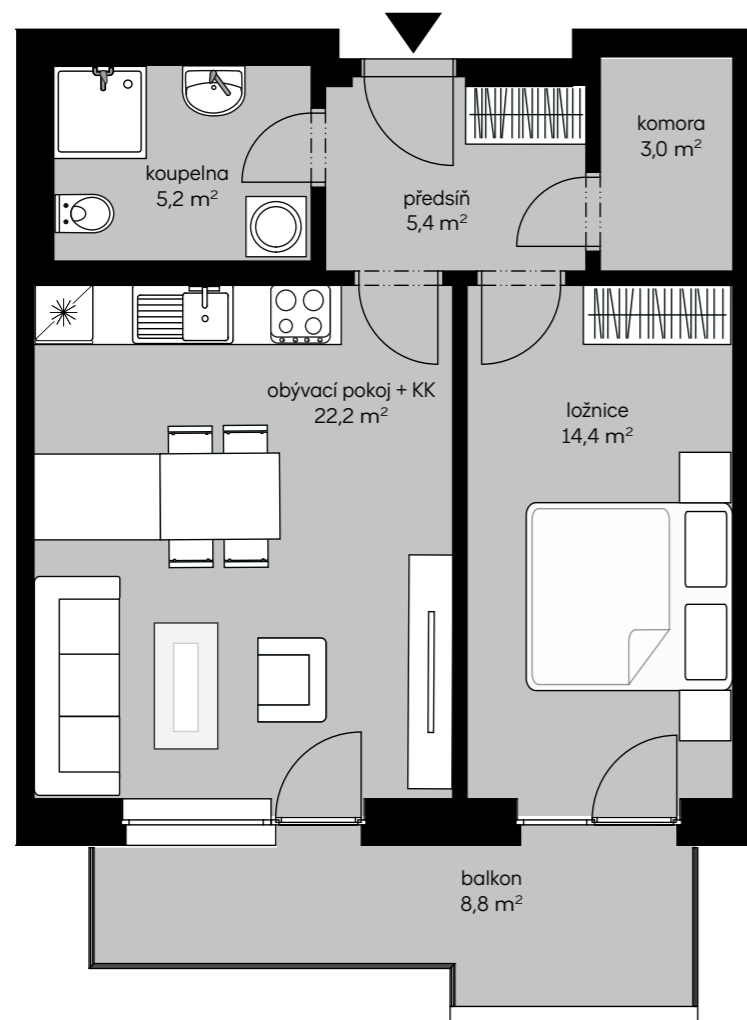 komora
3,0 m²
koupelna
5,2 m²
předsíň
5,4 m²
obývací pokoj + KK
22,2 m²
ložnice
14,4 m²
balkon
8,8 m²